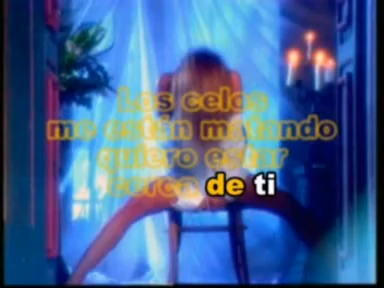 Los celos
me están matando
quiero estar
cerca de ti